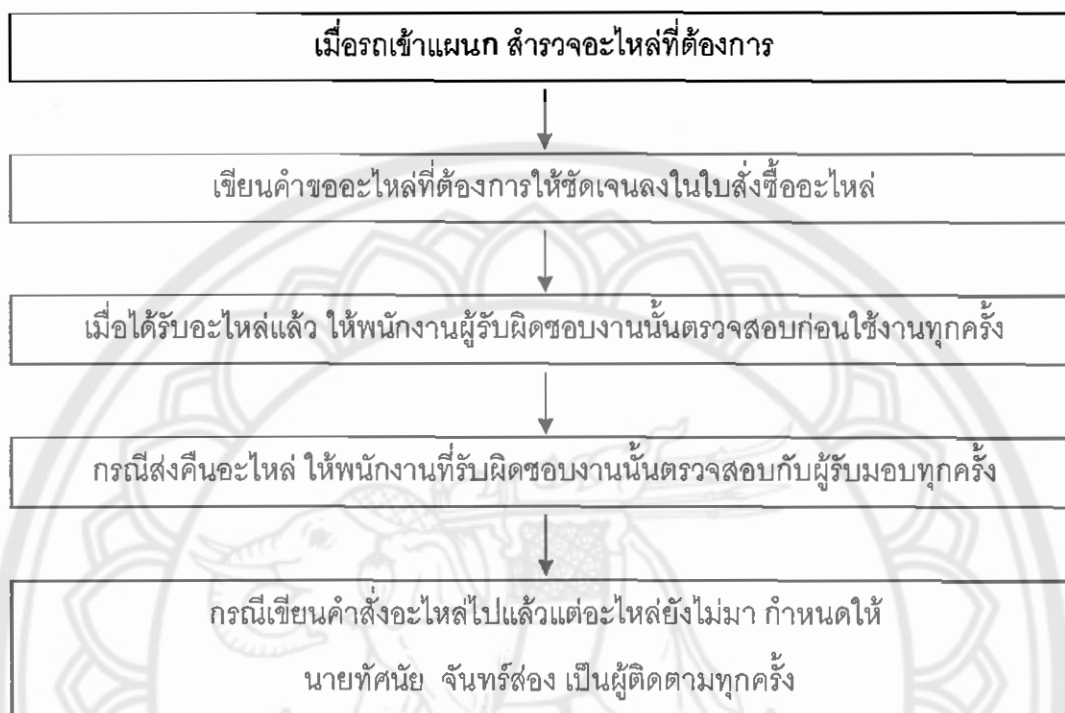 เมื่อรถเข้าแผนก สำรวจอะไหล่ที่ต้องการ
เขียนคำขออะไหล่ที่ต้องการให้ชัดเจนลงในใบสั่งซื้ออะไหล่
เมื่อได้รับอะไหล่แล้ว ให้พนักงานผู้รับผิดชอบงานนั้นตรวจสอบก่อนใช้งานทุกครั้ง
กรณีส่งคืนอะไหล่ ให้พนักงานที่รับผิดชอบงานนั้นตรวจสอบกับผู้รับมอบทุกครั้ง
กรณีเขียนคำสั่งอะไหล่ไปแล้วแต่อะไหล่ยังไม่มา กำหนดให้
นายทัศนัย จันทร์ส่อง เป็นผู้ติดตามทุกครั้ง